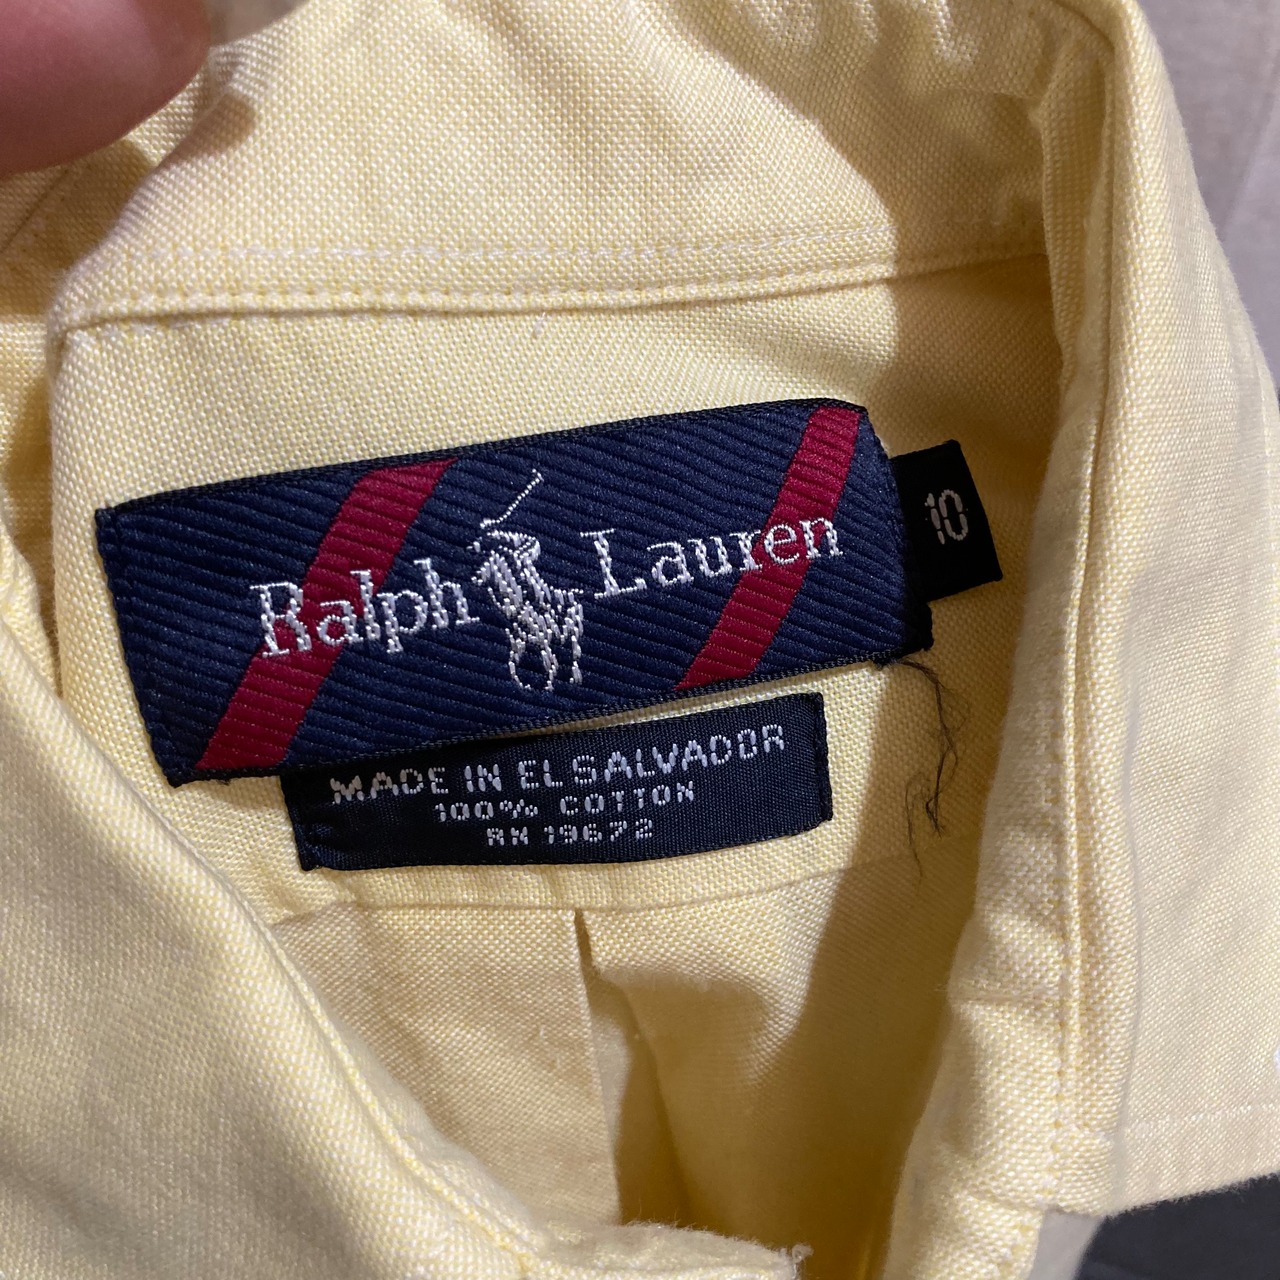 Ralph Lauren
10
MADE IN EL SALVADOR
100% COTTON
RN 19672